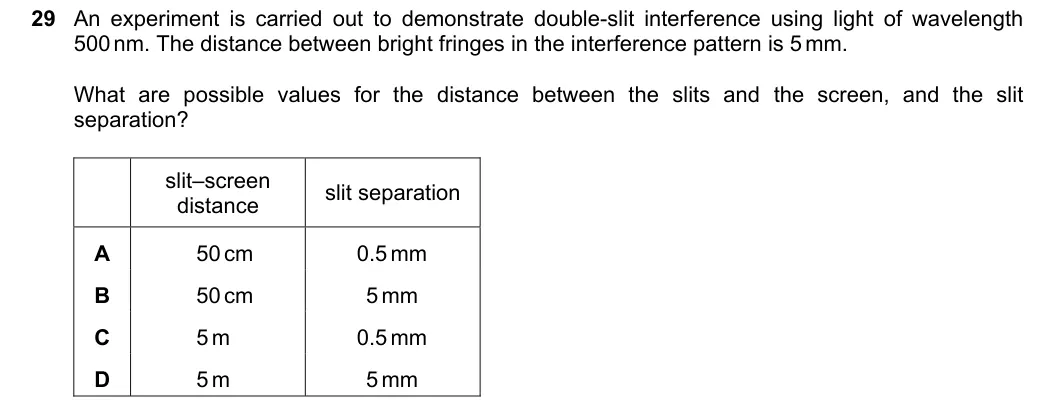 29 An experiment is carried out to demonstrate double-slit interference using light of wavelength
500 nm. The distance between bright fringes in the interference pattern is 5 mm.
What are possible values for the distance between the slits and the screen, and the slit
separation?
slit–screen
distance
slit separation
A 50 cm 0.5 mm
B 50 cm 5 mm
C 5 m 0.5 mm
D 5 m 5 mm